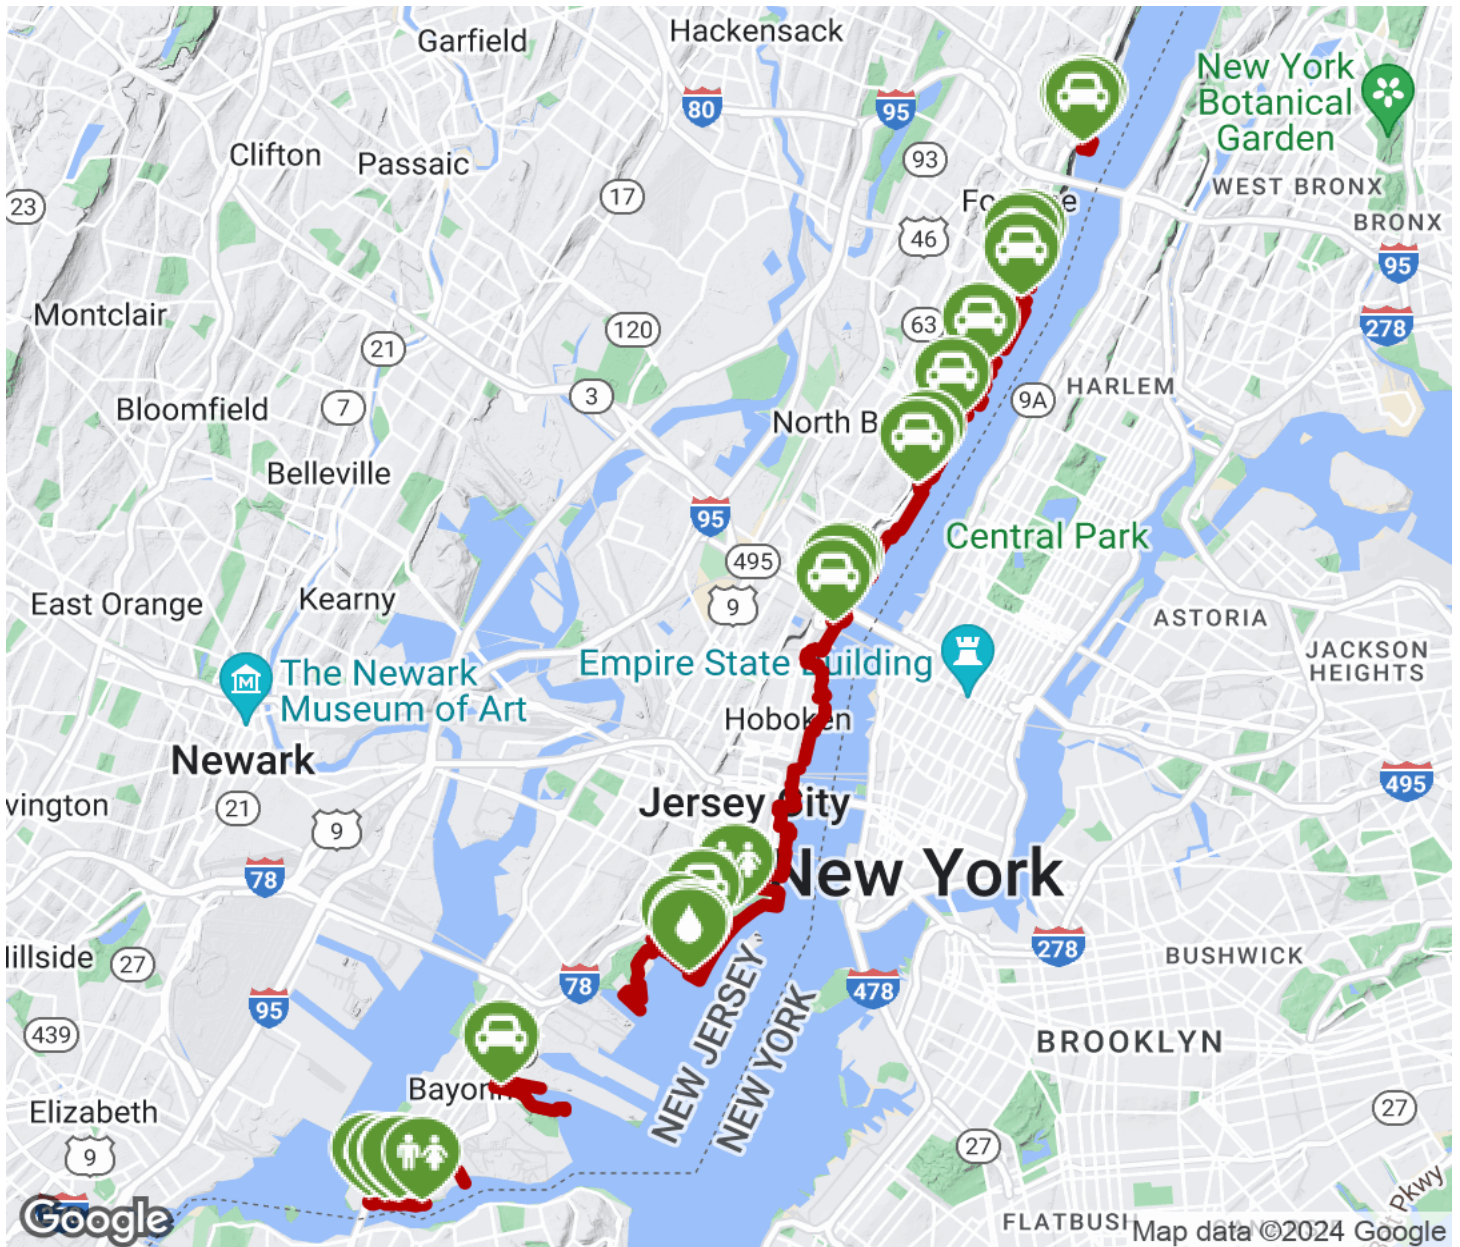 Garfield
Hackensack
New York
Botanical
Garden
80
95
Clifton
Passaic
93
WEST BRONX
BRONX
23
17
46
95
Montclair
120
63
278
21
3
9A
HARLEM
Bloomfield
7
North B
Belleville
95
Central Park
495
East Orange
Kearny
9
ASTORIA
JACKSON
HEIGHTS
The Newark
Museum of Art
Empire State Building
M
Hoboken
Newark
495
vington
21
9
Jersey City
78
New York
278
BUSHWICK
27
78
478
95
439
NEW JERSEY
NEW YORK
BROOKLYN
Bayonn
Elizabeth
27
9
27
Pkwy
FLATBUSH
Google
Map data ©2024 Google